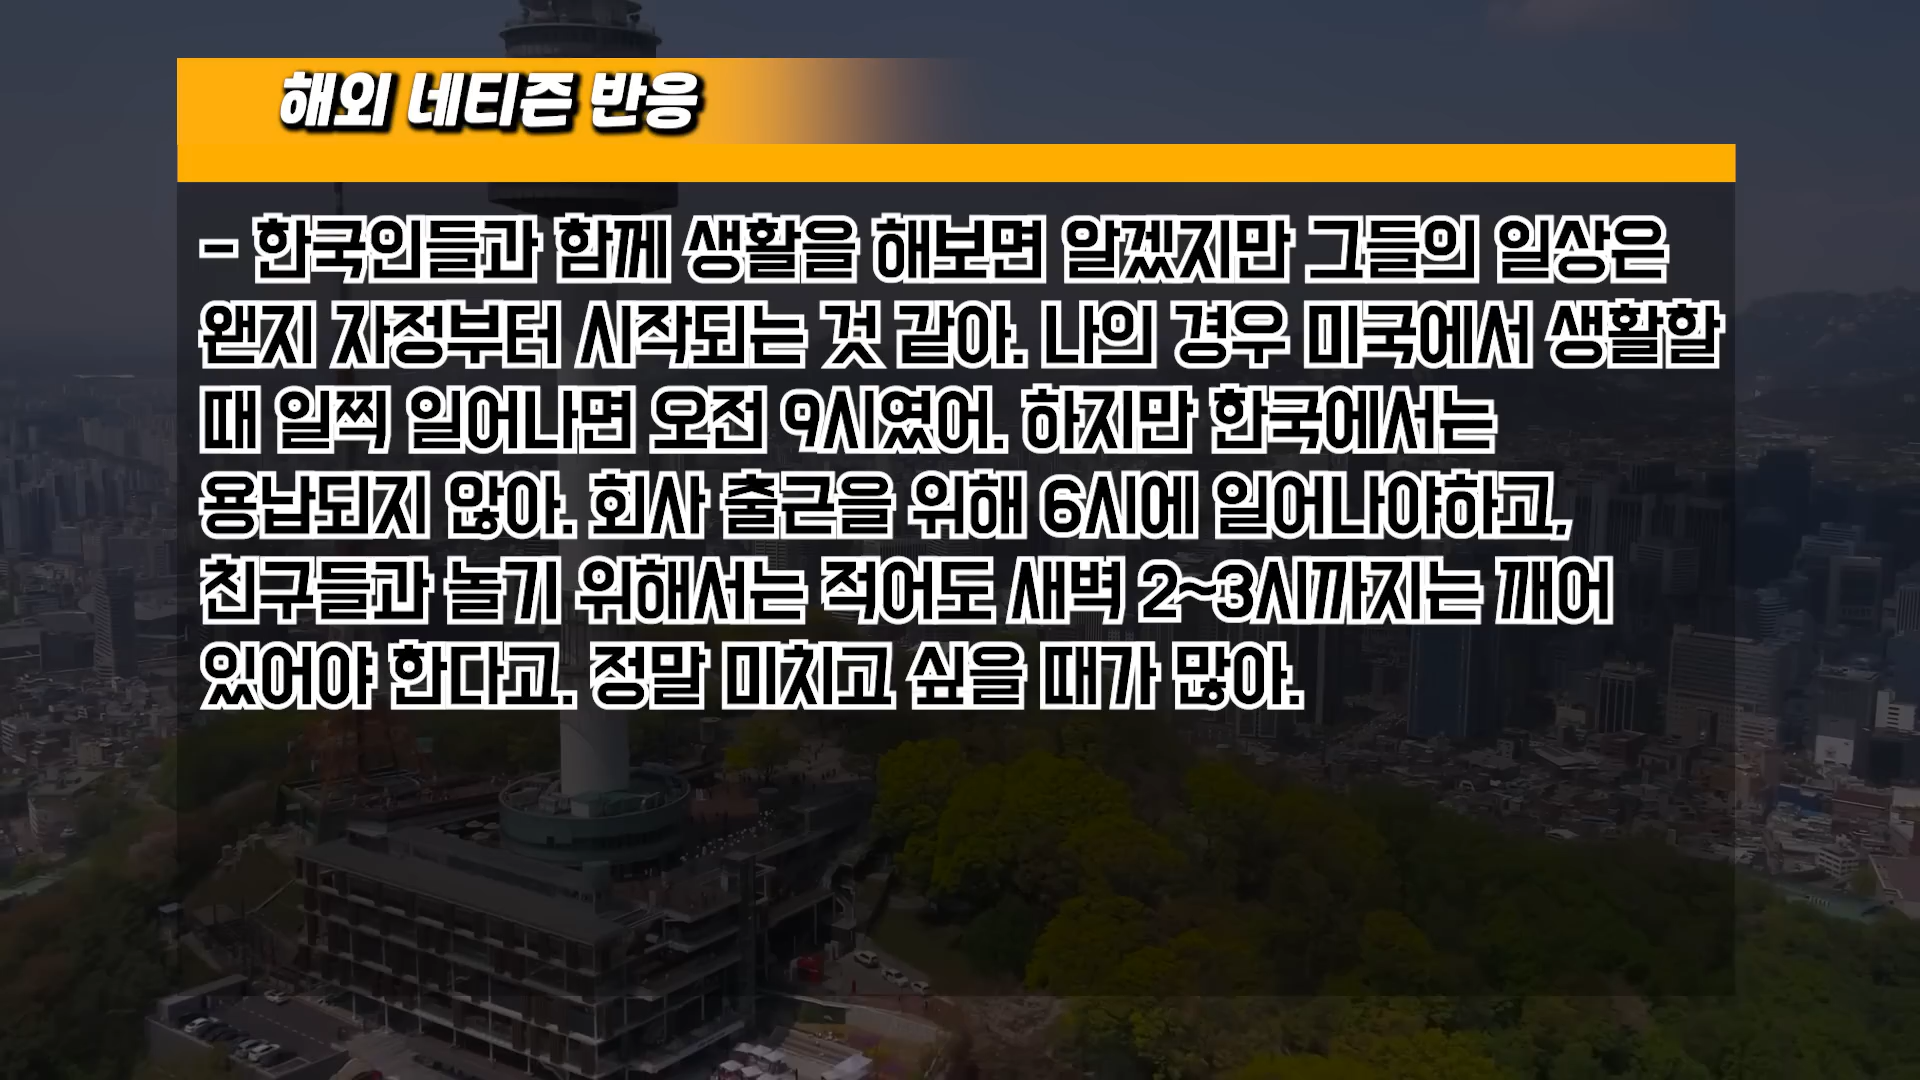 해외 네티즌 반응
- 한국인들과 함께 생활을 해보면 알겠지만 그들의 일상은
왠지 자정부터 시작되는 것 같아. 나의 경우 미국에서 생활할
때 일찍 일어나면 오전 9시였어. 하지만 한국에서는
용납되지 않아. 회사 출근을 위해 6시에 일어나야하고,
친구들과 놀기 위해서는 적어도 새벽 2~3시까지는 깨어
있어야 한다고. 정말 미치고 싶을 때가 많아.